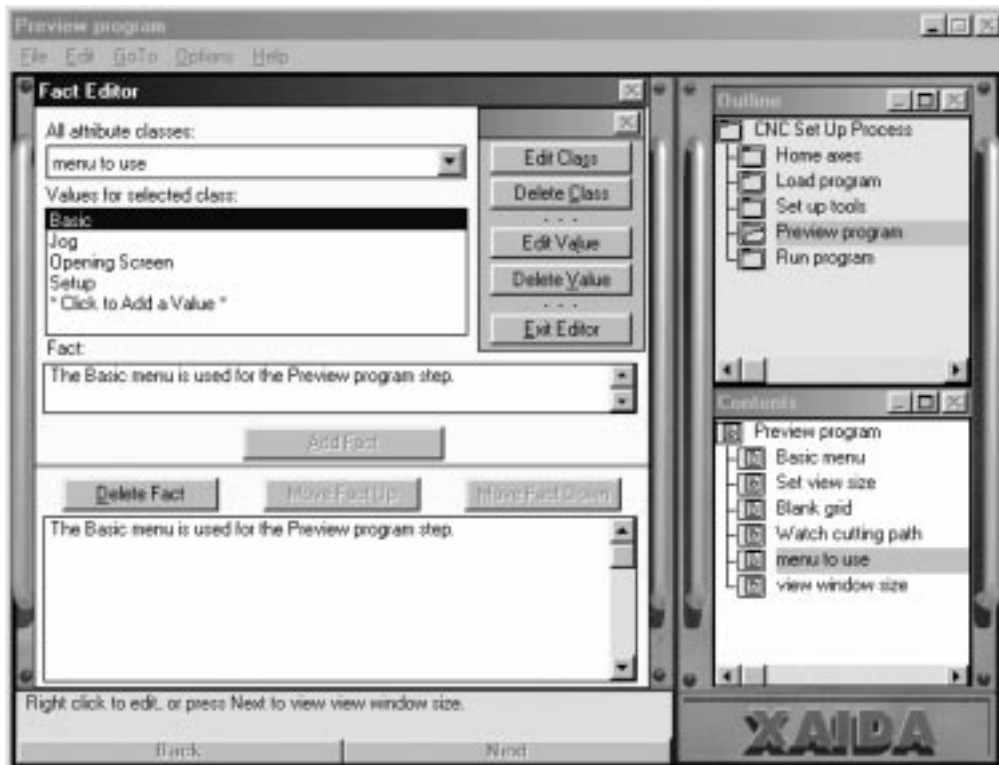 Preview program
File Edit GoTo Options Help
Fact Editor
All attribute classes:
menu to use
Values for selected class:
Basic
Jog
Opening Screen
Setup
* Click to Add a Value *
Fact:
The Basic menu is used for the Preview program step.
Add Fact
Delete Fact Move Fact Up Move Fact Down
The Basic menu is used for the Preview program step.
Right click to edit, or press Next to view view window size.
Back Next
Edit Class
Delete Class
- - -
Edit Value
Delete Value
- - -
Exit Editor
Outline
CNC Set Up Process
Home axes
Load program
Set up tools
Preview program
Run program
Contents
Preview program
Basic menu
Set view size
Blank grid
Watch cutting path
menu to use
view window size
XAIDA